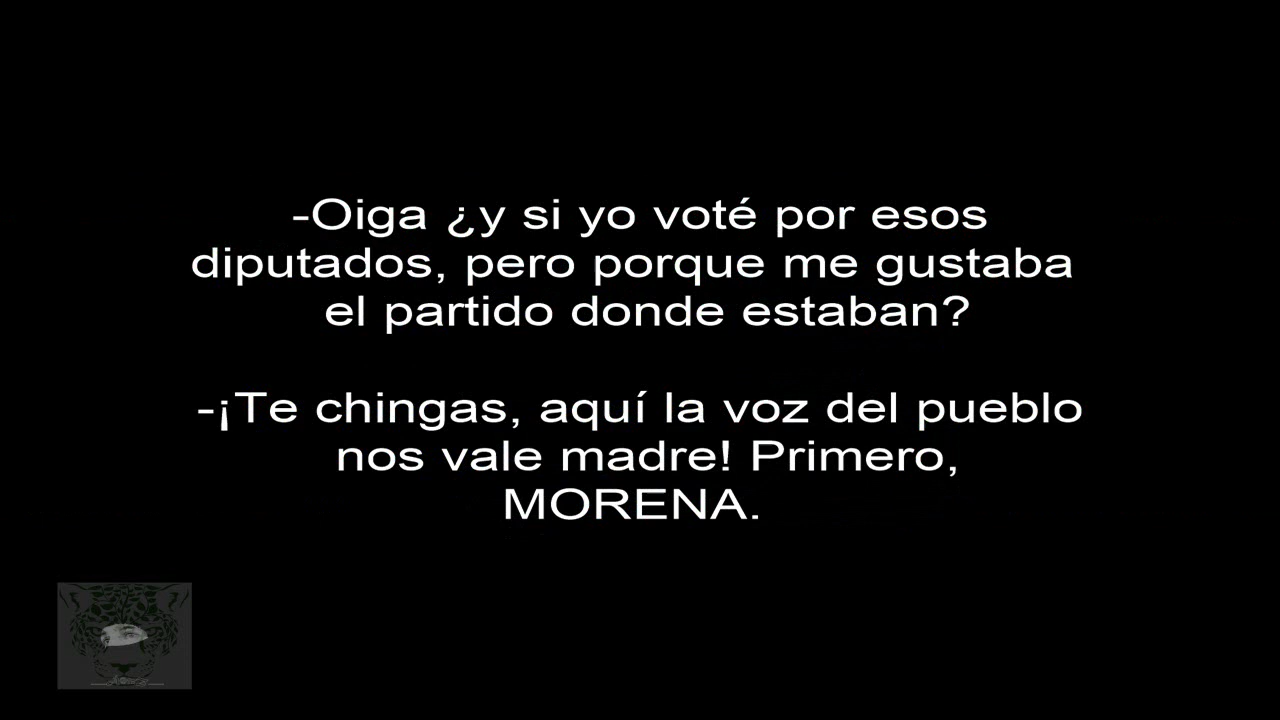 -Oiga ¿y si yo voté por esos
diputados, pero porque me gustaba
el partido donde estaban?
-¡Te chingas, aquí la voz del pueblo
nos vale madre! Primero,
MORENA.